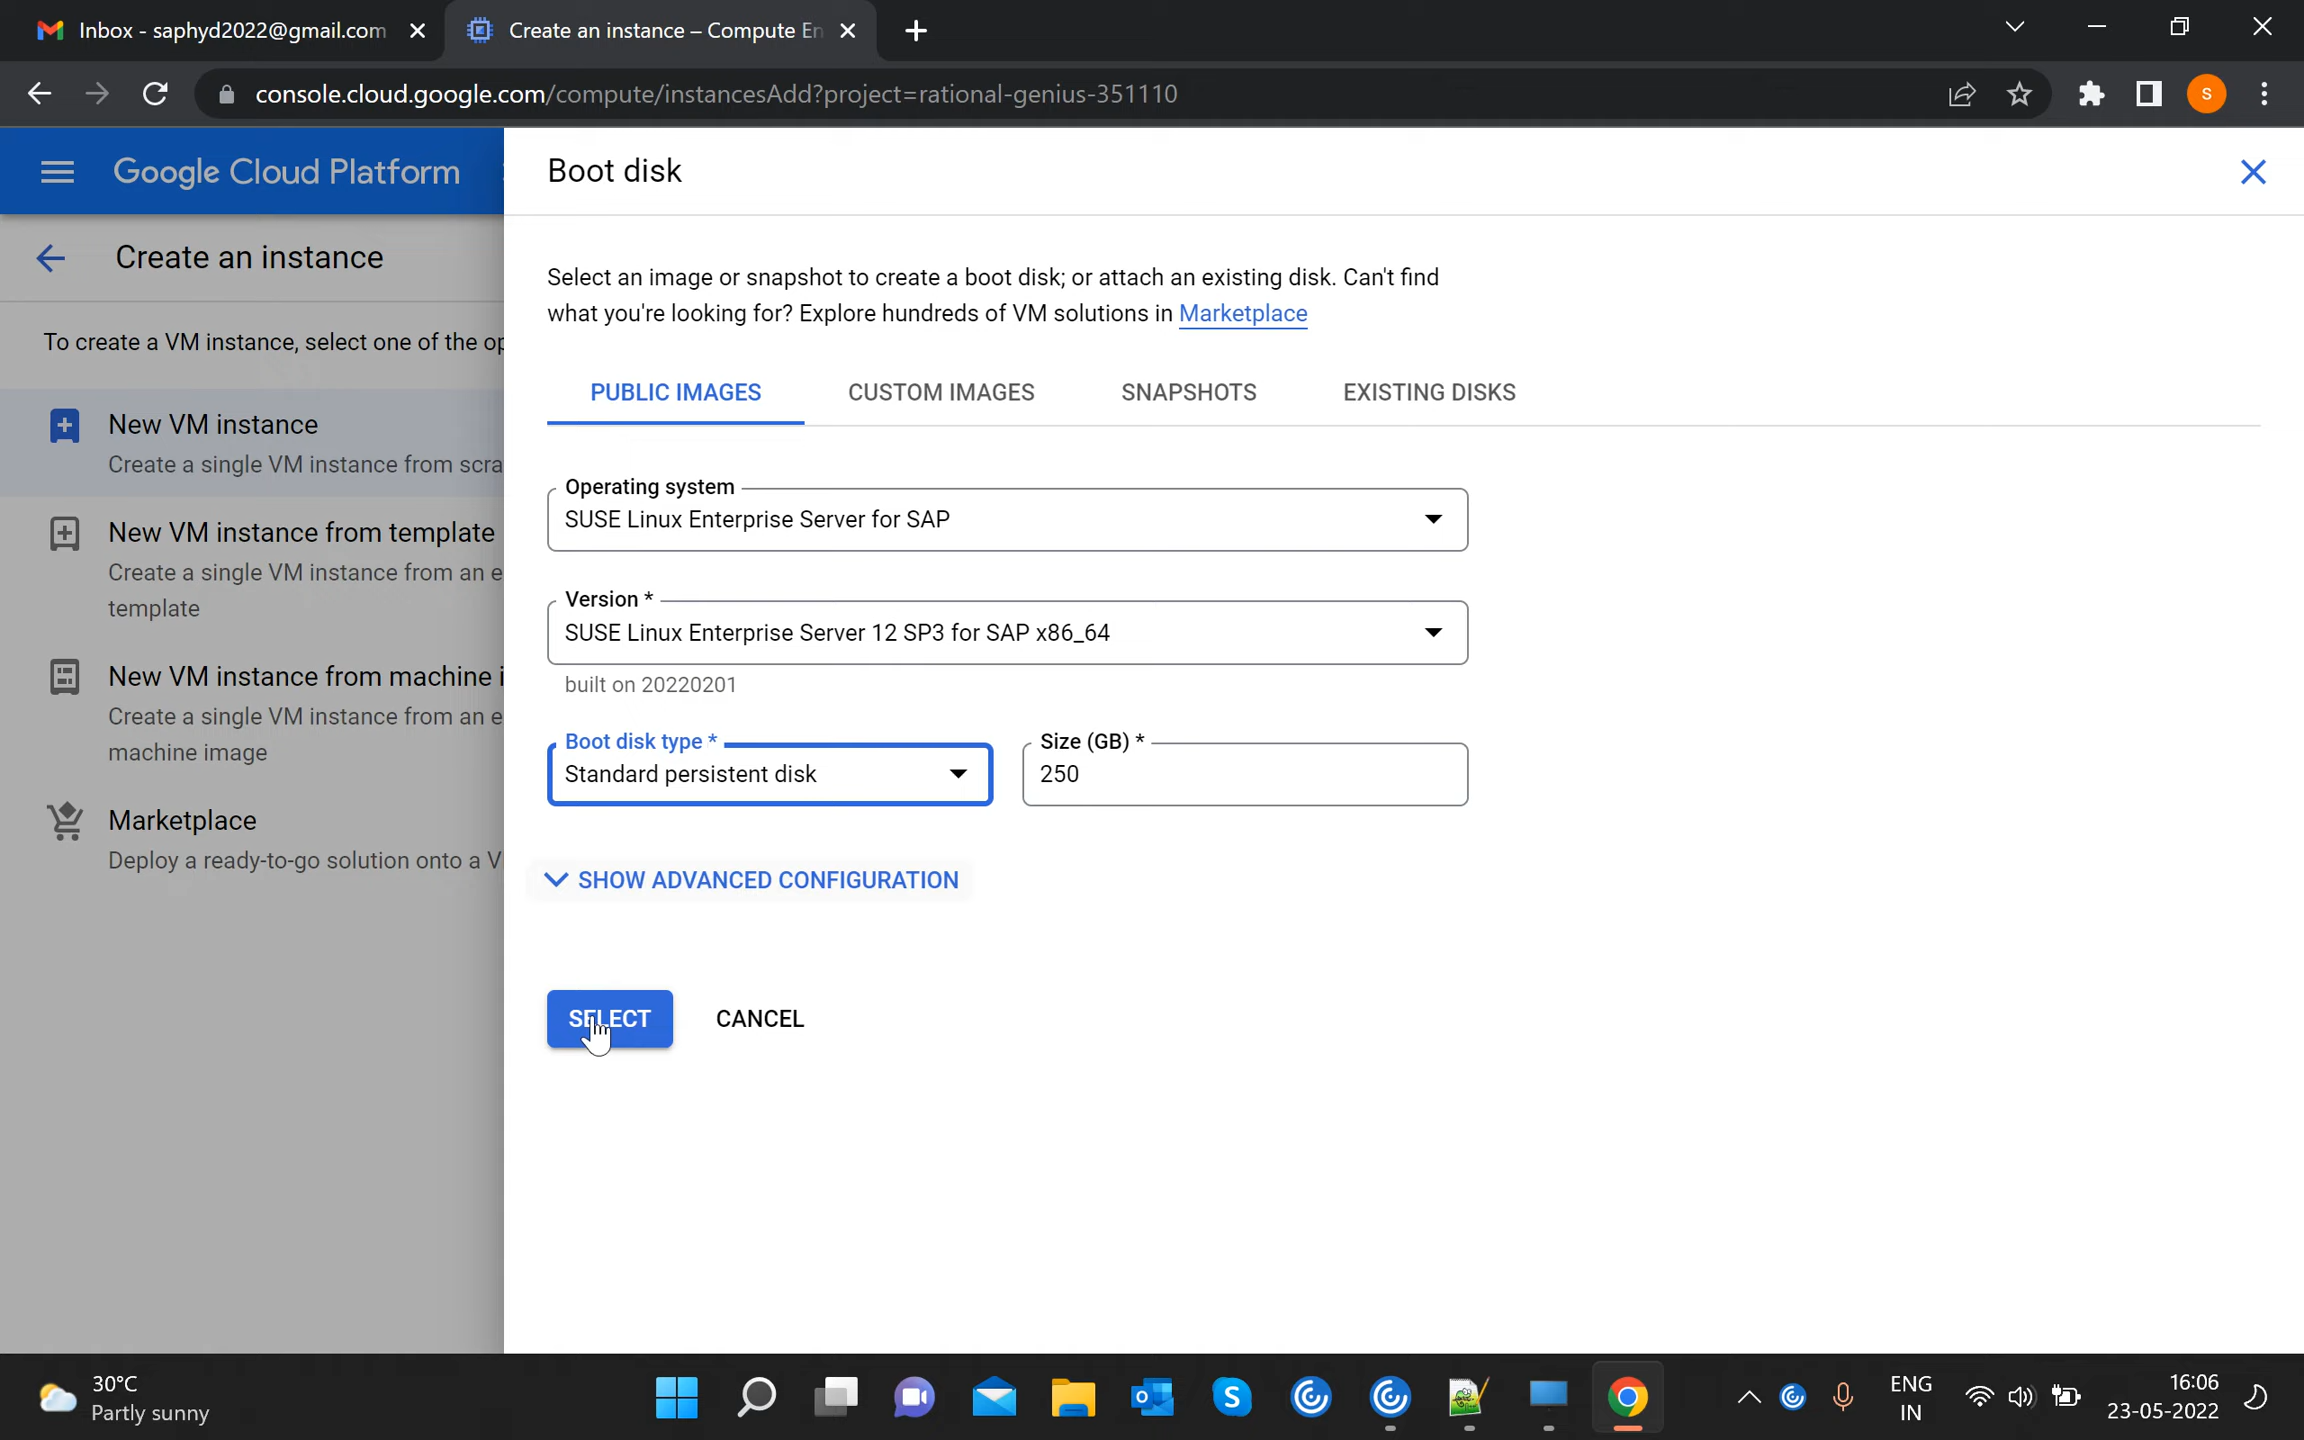 Inbox - saphyd2022@gmail.com
Create an instance – Compute En
console.cloud.google.com/compute/instancesAdd?project=rational-genius-351110
s
Google Cloud Platform
Boot disk
Create an instance
To create a VM instance, select one of the op
New VM instance
Create a single VM instance from scra
New VM instance from template
Create a single VM instance from an e
template
New VM instance from machine i
Create a single VM instance from an e
machine image
Marketplace
Deploy a ready-to-go solution onto a V
Select an image or snapshot to create a boot disk; or attach an existing disk. Can't find
what you're looking for? Explore hundreds of VM solutions in Marketplace
PUBLIC IMAGES CUSTOM IMAGES SNAPSHOTS EXISTING DISKS
Operating system
SUSE Linux Enterprise Server for SAP
Version *
SUSE Linux Enterprise Server 12 SP3 for SAP x86_64
built on 20220201
Boot disk type *
Standard persistent disk
Size (GB) *
250
SHOW ADVANCED CONFIGURATION
SELECT CANCEL
30°C
Partly sunny
ENG
IN
16:06
23-05-2022